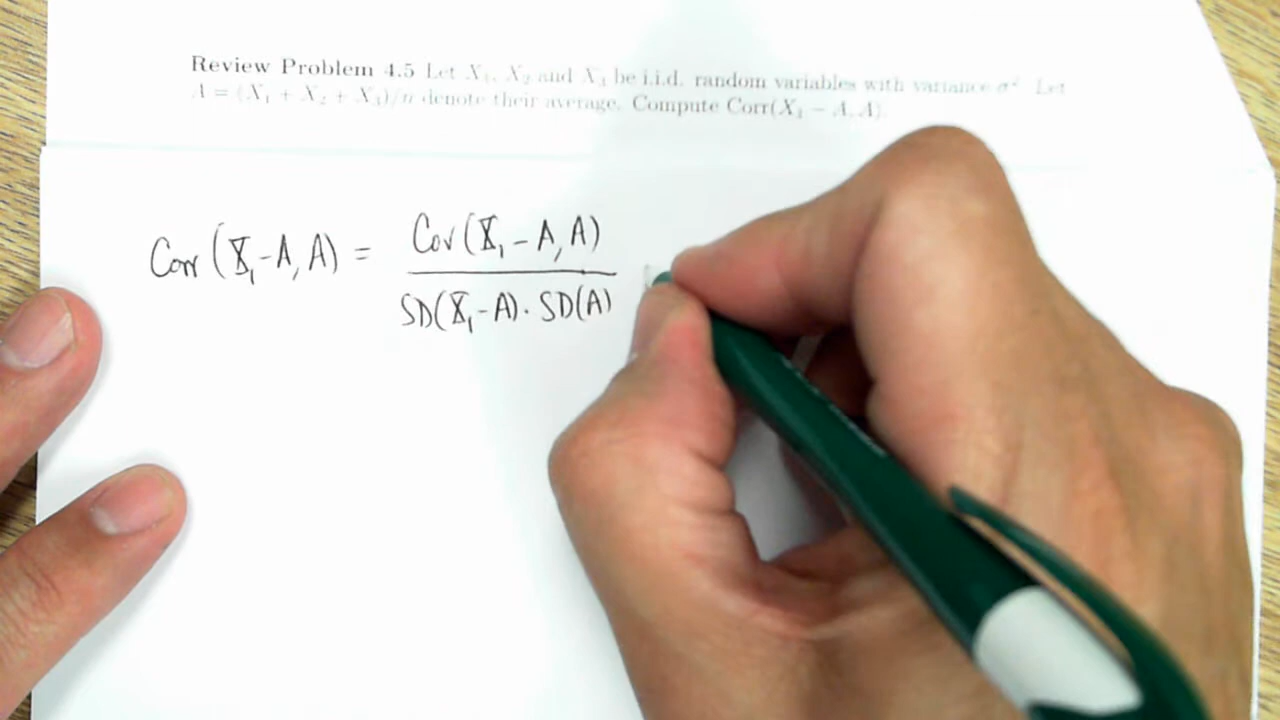 Review Problem 4.5 Let X₁, X₂ and X₃ be i.i.d. random variables with variance σ². Let
A = (X₁ + X₂ + X₃)/n denote their average. Compute Corr(X₁ − A, A).
Corr (X₁-A, A) = Cov(X₁ - A, A)
SD(X₁-A) · SD(A)